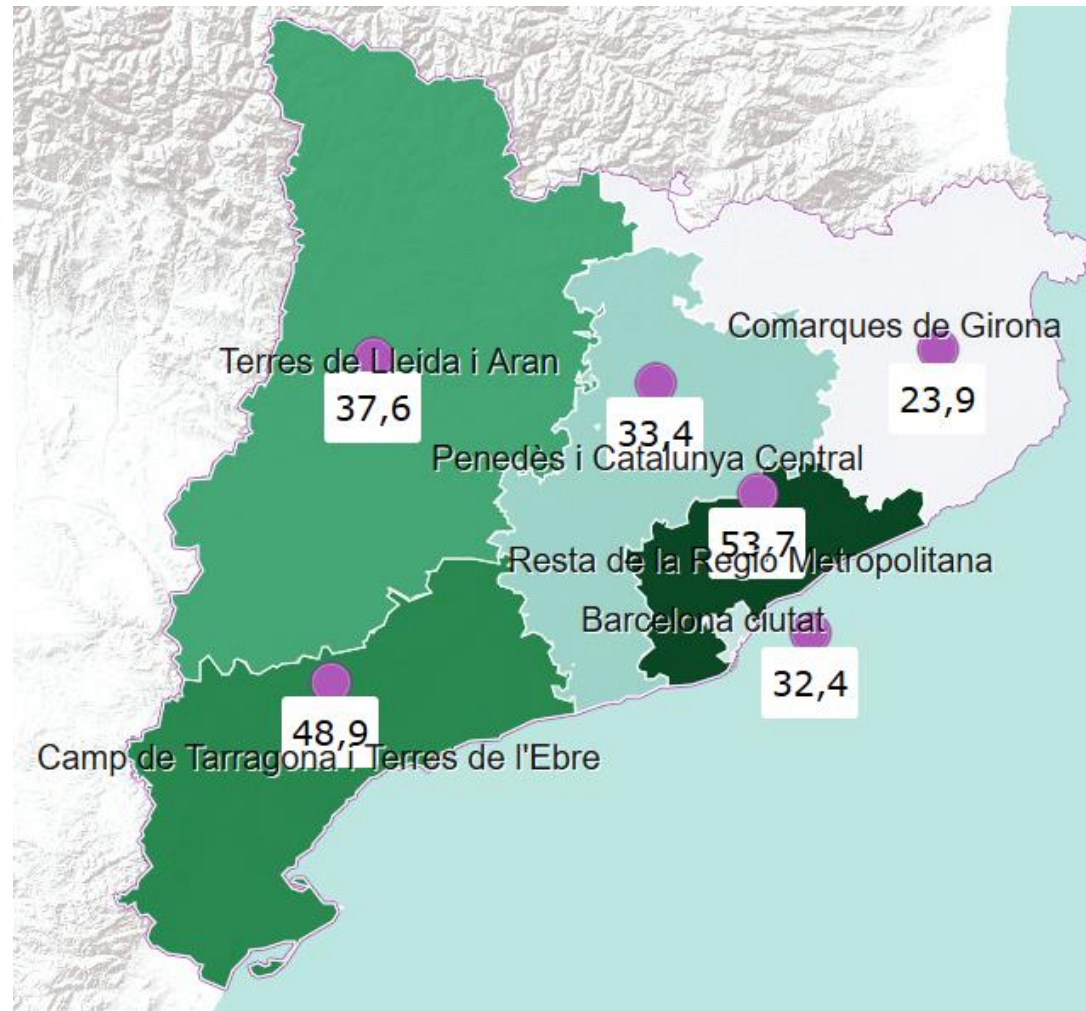 Comarques de Girona
23,9
Terres de Lleida i Aran
37,6
33,4
Penedès i Catalunya Central
53,7
Resta de la Regió Metropolitana
Barcelona ciutat
32,4
48,9
Camp de Tarragona i Terres de l'Ebre